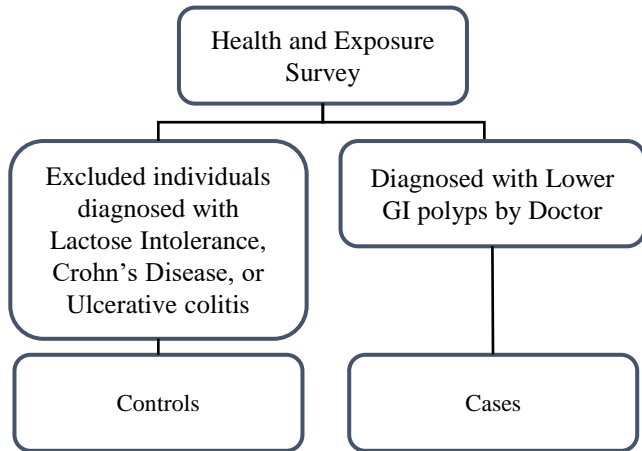 Health and Exposure
Survey
Excluded individuals
diagnosed with
Lactose Intolerance,
Crohn’s Disease, or
Ulcerative colitis
Diagnosed with Lower
GI polyps by Doctor
Controls
Cases